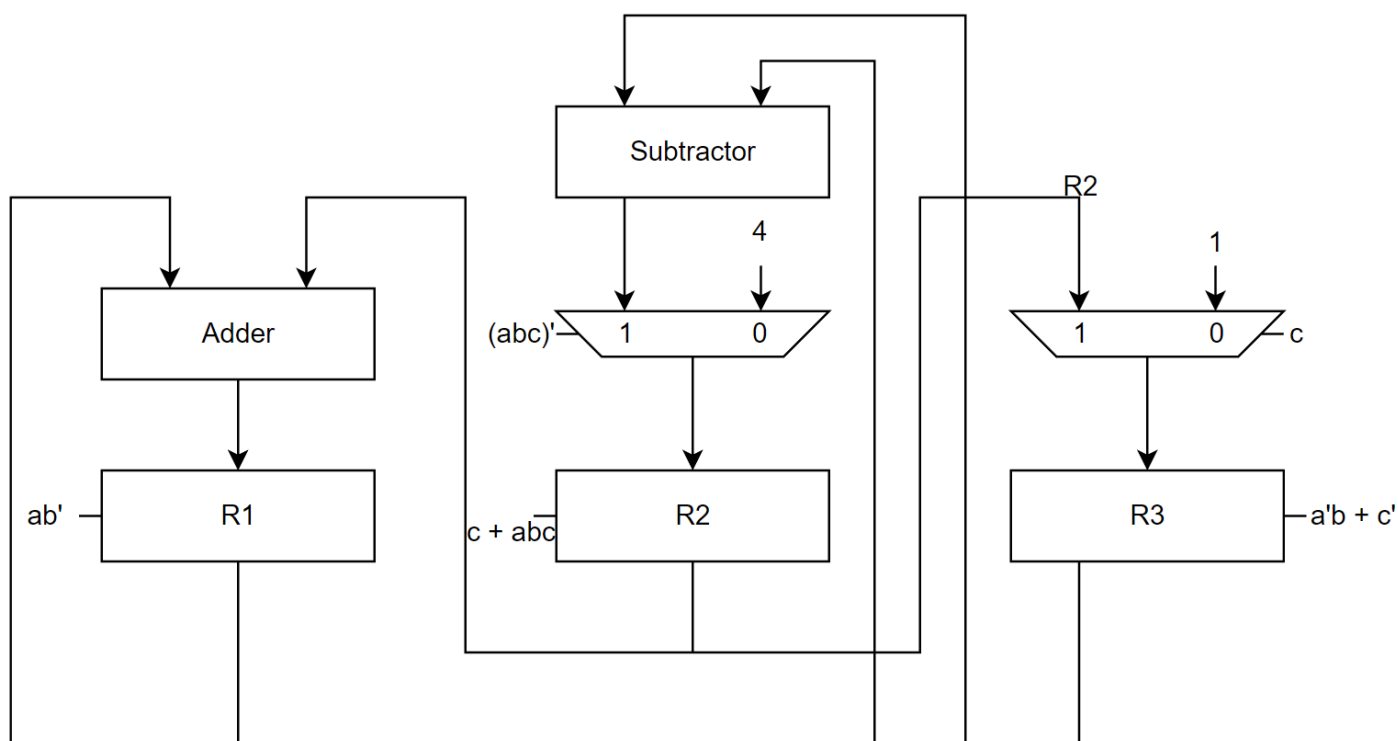 Subtractor
R2
4
1
Adder
(abc)'
1
0
1
0
c
ab'
R1
c + abc
R2
R3
a'b + c'